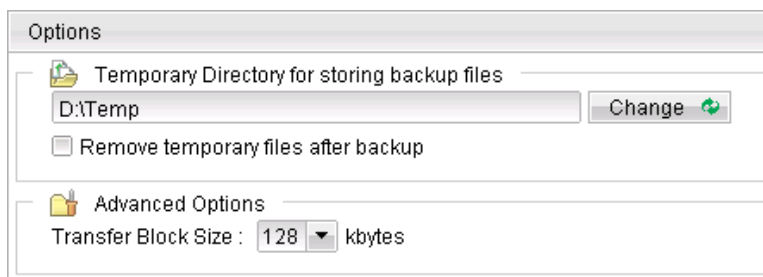 Options
Temporary Directory for storing backup files
D:\Temp Change
Remove temporary files after backup
Advanced Options
Transfer Block Size : 128 kbytes